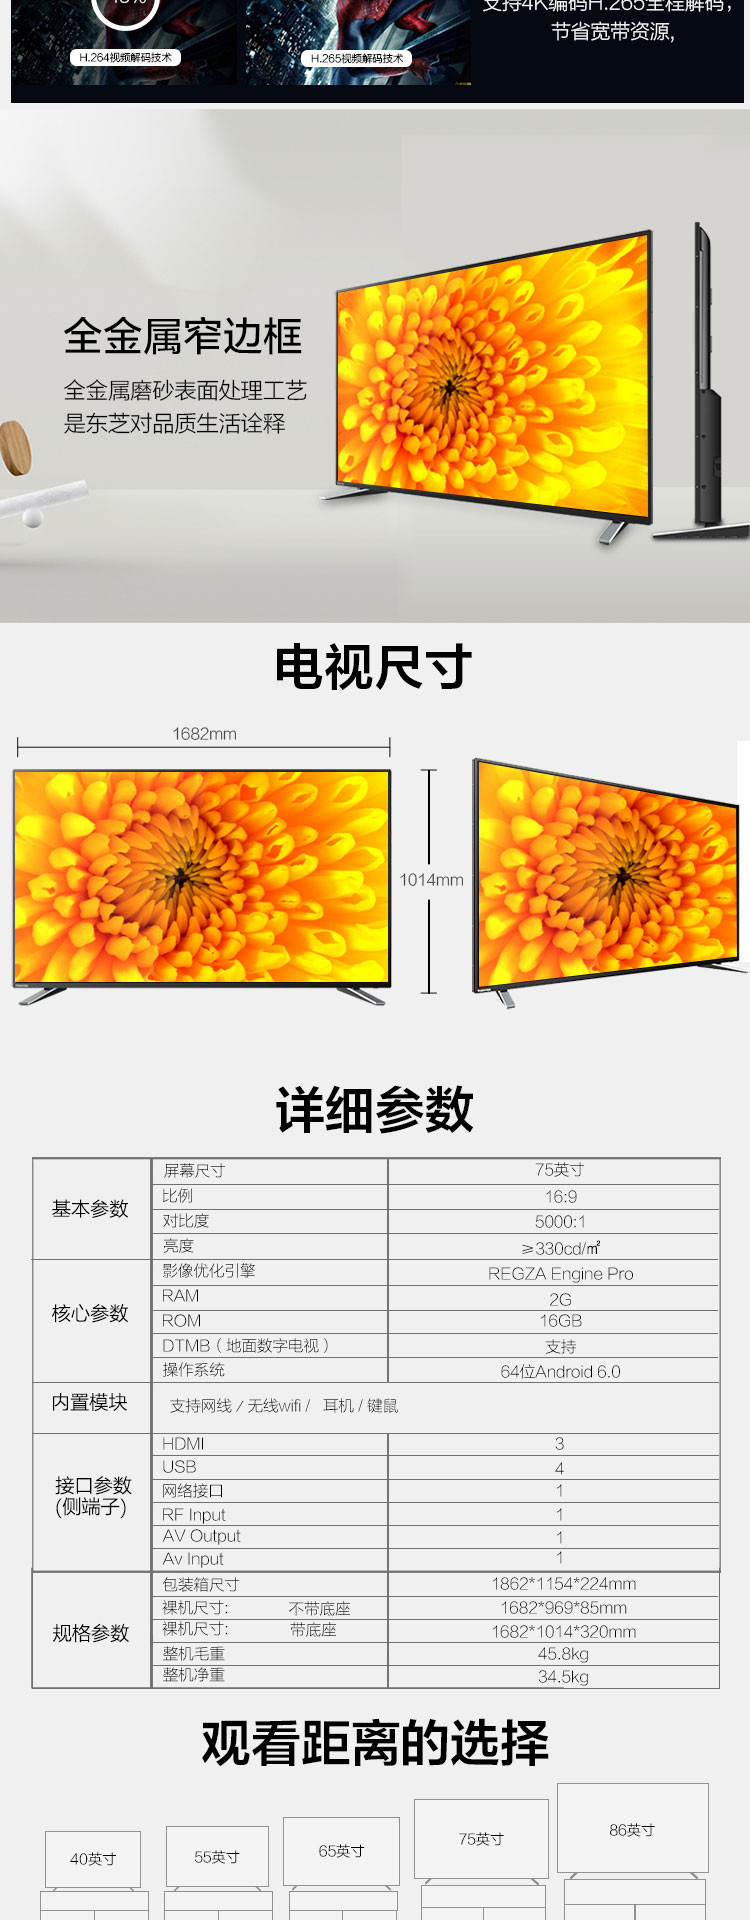 支持4K编码H.265全程解码，
节省宽带资源,
H.264视频解码技术
H.265视频解码技术
全金属窄边框
全金属磨砂表面处理工艺
是东芝对品质生活诠释
电视尺寸
1682mm
1014mm
详细参数
基本参数
屏幕尺寸 75英寸
比例 16:9
对比度 5000:1
亮度 ≥330cd/㎡
核心参数
影像优化引擎 REGZA Engine Pro
RAM 2G
ROM 16GB
DTMB（地面数字电视） 支持
操作系统 64位Android 6.0
内置模块 支持网线 / 无线wifi / 耳机 / 键鼠
接口参数
(侧端子)
HDMI 3
USB 4
网络接口 1
RF Input 1
AV Output 1
Av Input 1
规格参数
包装箱尺寸 1862*1154*224mm
裸机尺寸: 不带底座 1682*969*85mm
裸机尺寸: 带底座 1682*1014*320mm
整机毛重 45.8kg
整机净重 34.5kg
观看距离的选择
40英寸
55英寸
65英寸
75英寸
86英寸